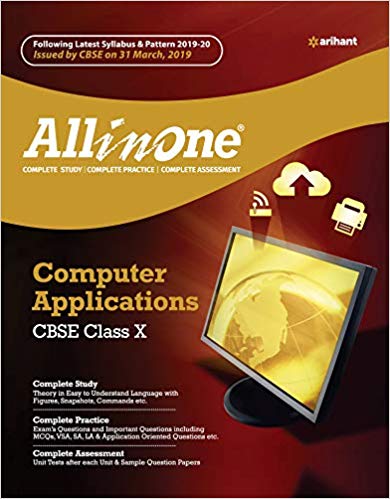 Following Latest Syllabus & Pattern 2019-20
Issued by CBSE on 31 March, 2019
arihant
All in One®
COMPLETE STUDY | COMPLETE PRACTICE | COMPLETE ASSESSMENT
Computer
Applications
CBSE Class X
Complete Study
Theory in Easy to Understand Language with
Figures, Snapshots, Commands etc.
Complete Practice
Exam's Questions and Important Questions including
MCQs, VSA, SA, LA & Application Oriented Questions etc.
Complete Assessment
Unit Tests after each Unit & Sample Question Papers